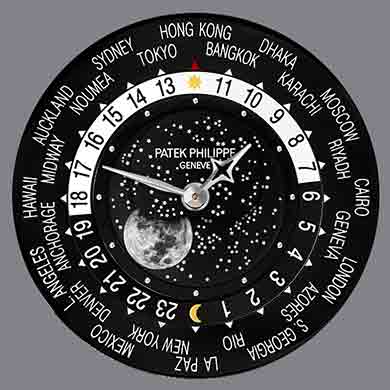 HONG KONG
BANGKOK
DHAKA
KARACHI
MOSCOW
RIYADH
CAIRO
GENEVA
LONDON
AZORES
S. GEORGIA
RIO
LA PAZ
NEW YORK
MEXICO
DENVER
L. ANGELES
ANCHORAGE
HAWAII
MIDWAY
AUCKLAND
NOUMEA
SYDNEY
TOKYO
11 10 9 8 7 6 5 4 3 2 1
23 22 21 20 19 18 17 16 15 14 13
PATEK PHILIPPE
GENEVE